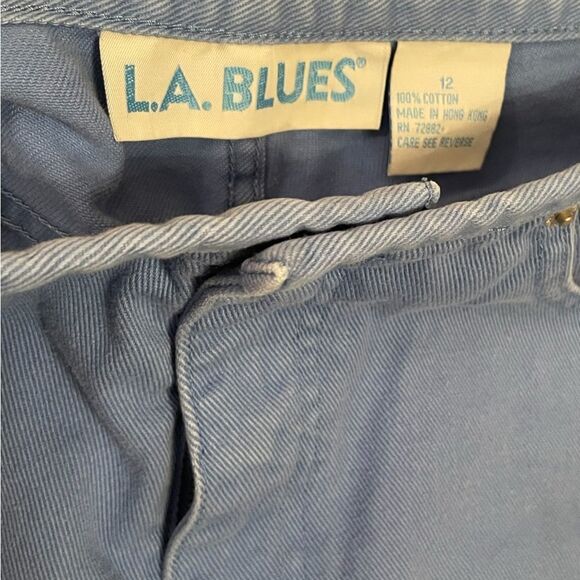 L.A. BLUES®
12
100% COTTON
MADE IN HONG KONG
RN 72882
CARE SEE REVERSE